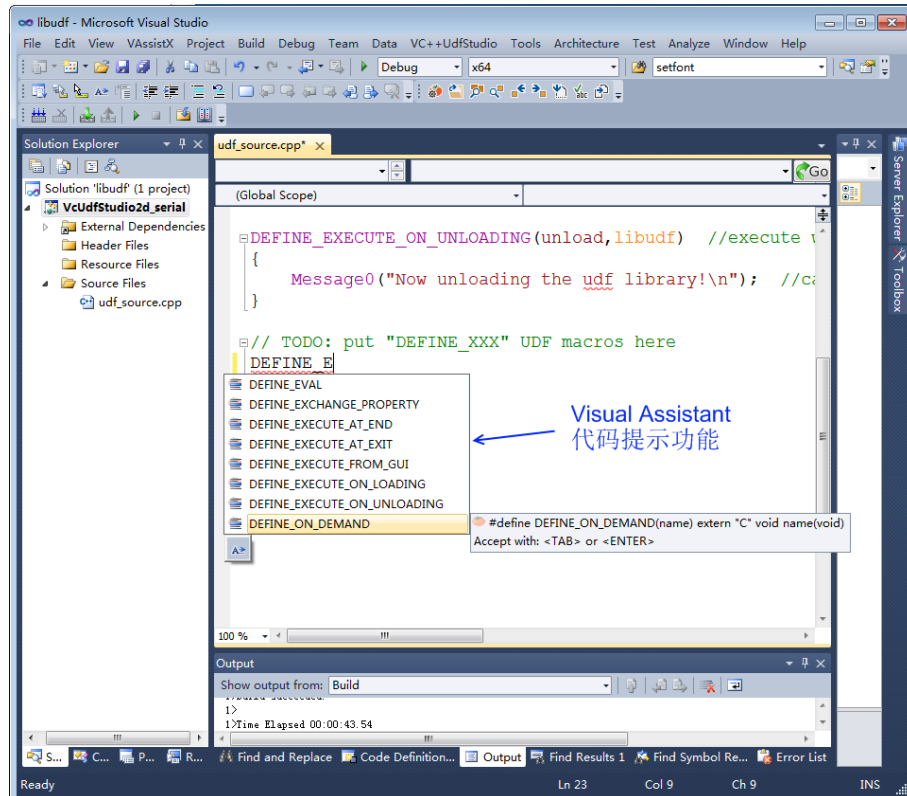 libudf - Microsoft Visual Studio
File Edit View VAssistX Project Build Debug Team Data VC++UdfStudio Tools Architecture Test Analyze Window Help
Debug x64 setfont
Solution Explorer
Solution 'libudf' (1 project)
VcUdfStudio2d_serial
External Dependencies
Header Files
Resource Files
Source Files
udf_source.cpp
udf_source.cpp*
Go
(Global Scope)
DEFINE_EXECUTE_ON_UNLOADING(unload,libudf) //execute
{
Message0("Now unloading the udf library!\n"); //ca
}
// TODO: put "DEFINE_XXX" UDF macros here
DEFINE_E
DEFINE_EVAL
DEFINE_EXCHANGE_PROPERTY
DEFINE_EXECUTE_AT_END
DEFINE_EXECUTE_AT_EXIT
DEFINE_EXECUTE_FROM_GUI
DEFINE_EXECUTE_ON_LOADING
DEFINE_EXECUTE_ON_UNLOADING
DEFINE_ON_DEMAND
#define DEFINE_ON_DEMAND(name) extern "C" void name(void)
Accept with: <TAB> or <ENTER>
Visual Assistant
代码提示功能
Server Explorer
Toolbox
100 %
Output
Show output from: Build
1>
1>Time Elapsed 00:00:43.54
S... C... P... R... Find and Replace Code Definition... Output Find Results 1 Find Symbol Re... Error List
Ready Ln 23 Col 9 Ch 9 INS